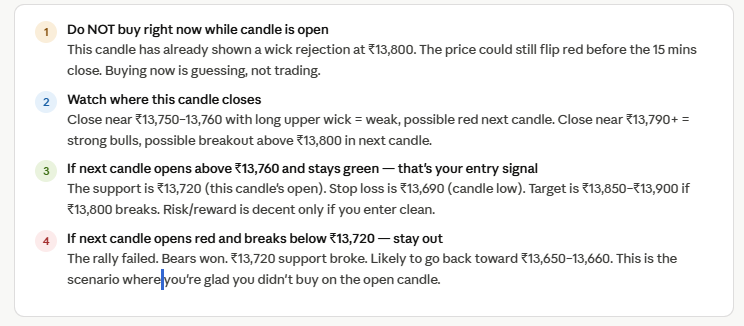 1 Do NOT buy right now while candle is open
This candle has already shown a wick rejection at ₹13,800. The price could still flip red before the 15 mins
close. Buying now is guessing, not trading.
2 Watch where this candle closes
Close near ₹13,750–13,760 with long upper wick = weak, possible red next candle. Close near ₹13,790+ =
strong bulls, possible breakout above ₹13,800 in next candle.
3 If next candle opens above ₹13,760 and stays green — that's your entry signal
The support is ₹13,720 (this candle's open). Stop loss is ₹13,690 (candle low). Target is ₹13,850–₹13,900 if
₹13,800 breaks. Risk/reward is decent only if you enter clean.
4 If next candle opens red and breaks below ₹13,720 — stay out
The rally failed. Bears won. ₹13,720 support broke. Likely to go back toward ₹13,650–13,660. This is the
scenario where you're glad you didn't buy on the open candle.